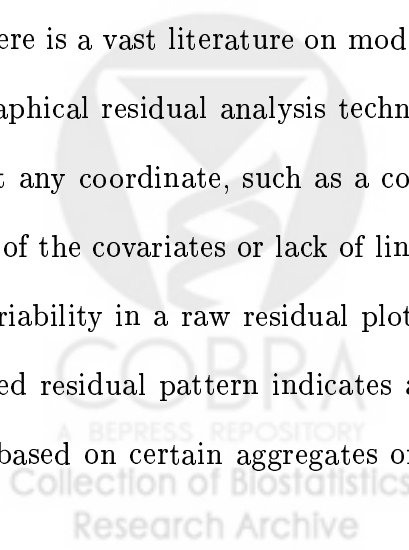 ere is a vast literature on mod
aphical residual analysis techn
t any coordinate, such as a co
of the covariates or lack of lin
riability in a raw residual plot
COBRA
ed residual pattern indicates a
A BEPRESS REPOSITORY
based on certain aggregates of
Collection of Biostatistics
Research Archive